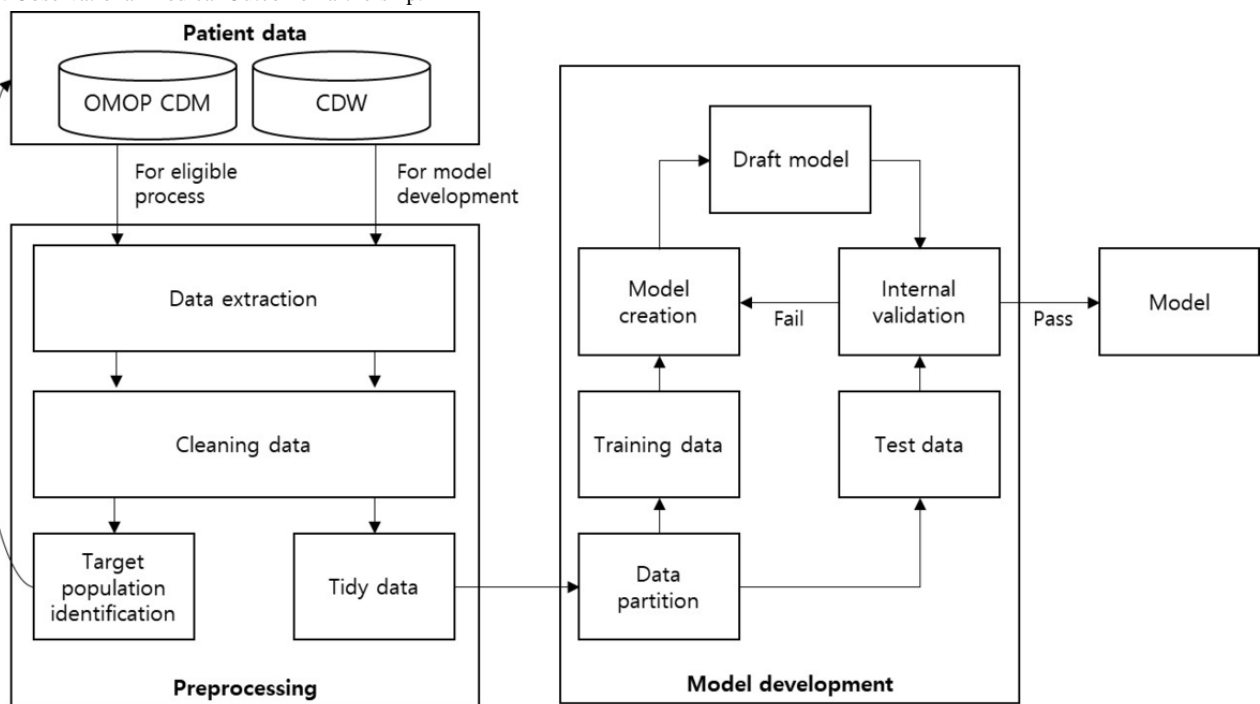 Patient data
OMOP CDM
CDW
For eligible
process
For model
development
Data extraction
Cleaning data
Target
population
identification
Tidy data
Preprocessing
Draft model
Model
creation
Fail
Internal
validation
Pass
Model
Training data
Test data
Data
partition
Model development